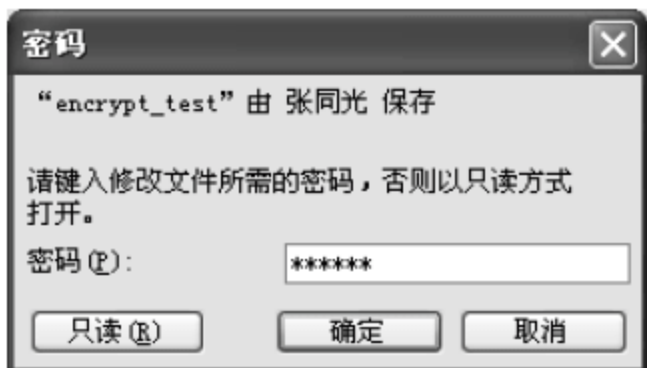 密码
“encrypt_test”由 张同光 保存
请键入修改文件所需的密码，否则以只读方式
打开。
密码(P): ******
只读(R) 确定 取消